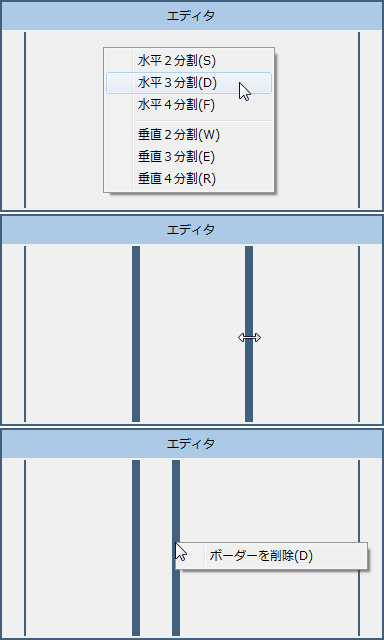 エディタ
水平２分割(S)
水平３分割(D)
水平４分割(F)
垂直２分割(W)
垂直３分割(E)
垂直４分割(R)
エディタ
エディタ
ボーダーを削除(D)